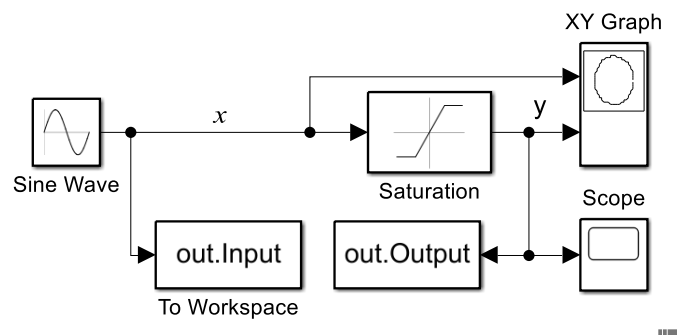 XY Graph
x
y
Sine Wave
Saturation
Scope
out.Input
out.Output
To Workspace